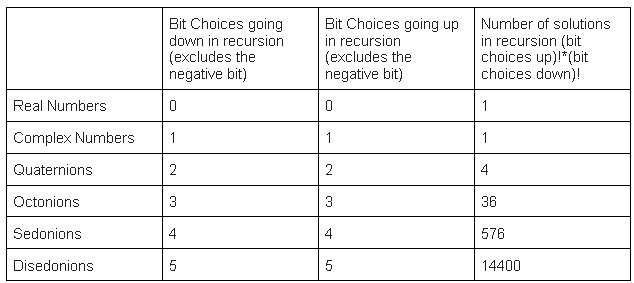 Bit Choices going
down in recursion
(excludes the
negative bit)
Bit Choices going up
in recursion
(excludes the
negative bit)
Number of solutions
in recursion (bit
choices up)!*(bit
choices down)!
Real Numbers 0 0 1
Complex Numbers 1 1 1
Quaternions 2 2 4
Octonions 3 3 36
Sedonions 4 4 576
Disedonions 5 5 14400